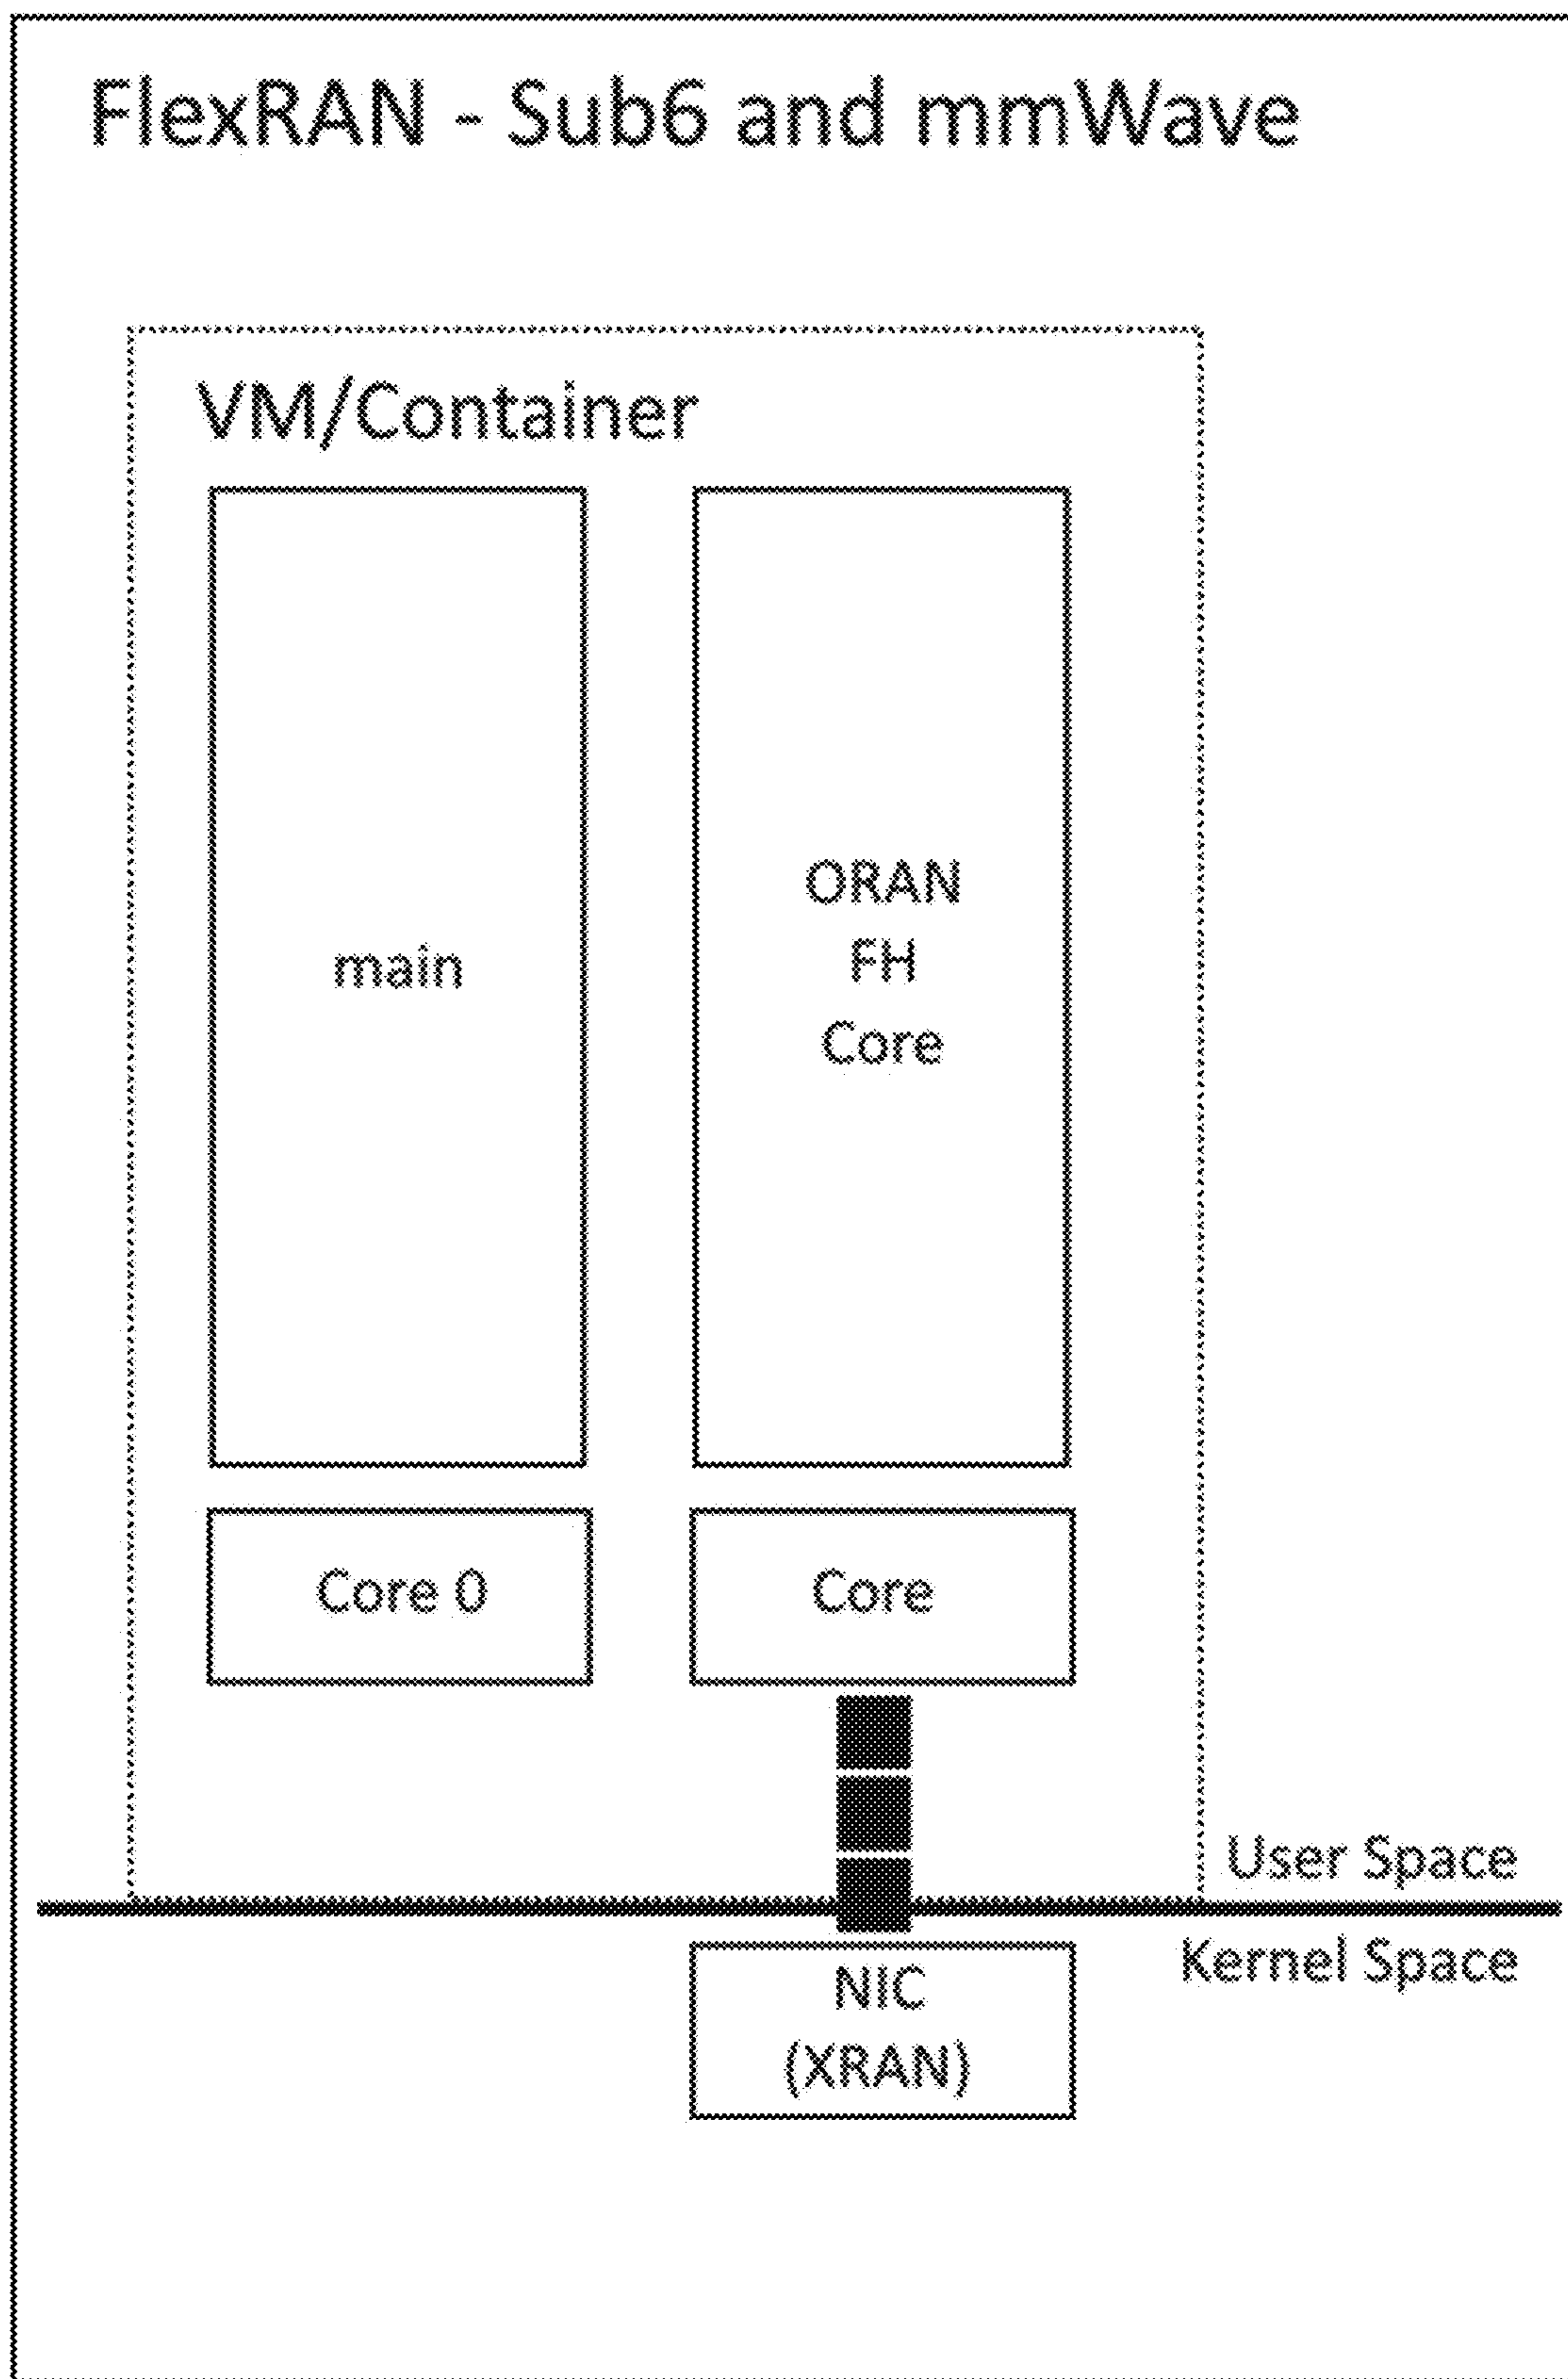 FlexRAN - Sub6 and mmWave
VM/Container
main
ORAN
FH
Core
Core 0
Core
User Space
Kernel Space
NIC
(XRAN)